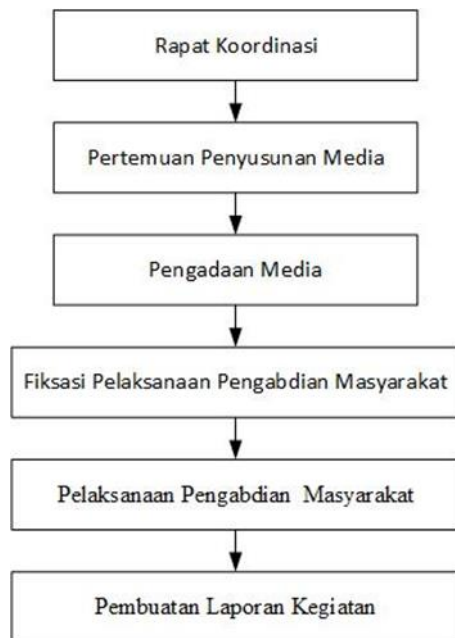 Rapat Koordinasi
Pertemuan Penyusunan Media
Pengadaan Media
Fiksasi Pelaksanaan Pengabdian Masyarakat
Pelaksanaan Pengabdian Masyarakat
Pembuatan Laporan Kegiatan